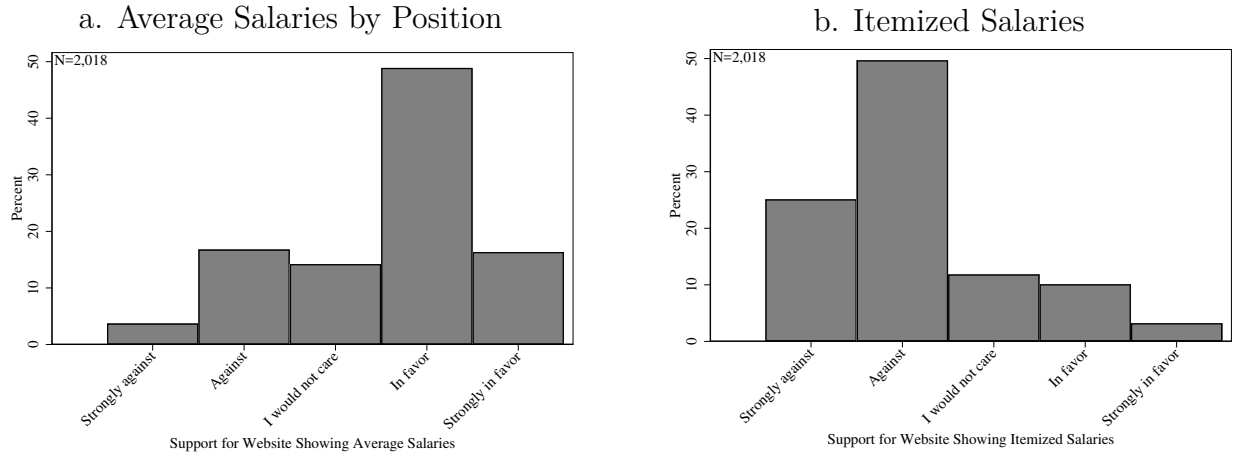 a. Average Salaries by Position
N=2,018
50
40
30
20
10
0
Percent
Strongly against
Against
I would not care
In favor
Strongly in favor
Support for Website Showing Average Salaries
b. Itemized Salaries
N=2,018
50
40
30
20
10
0
Percent
Strongly against
Against
I would not care
In favor
Strongly in favor
Support for Website Showing Itemized Salaries